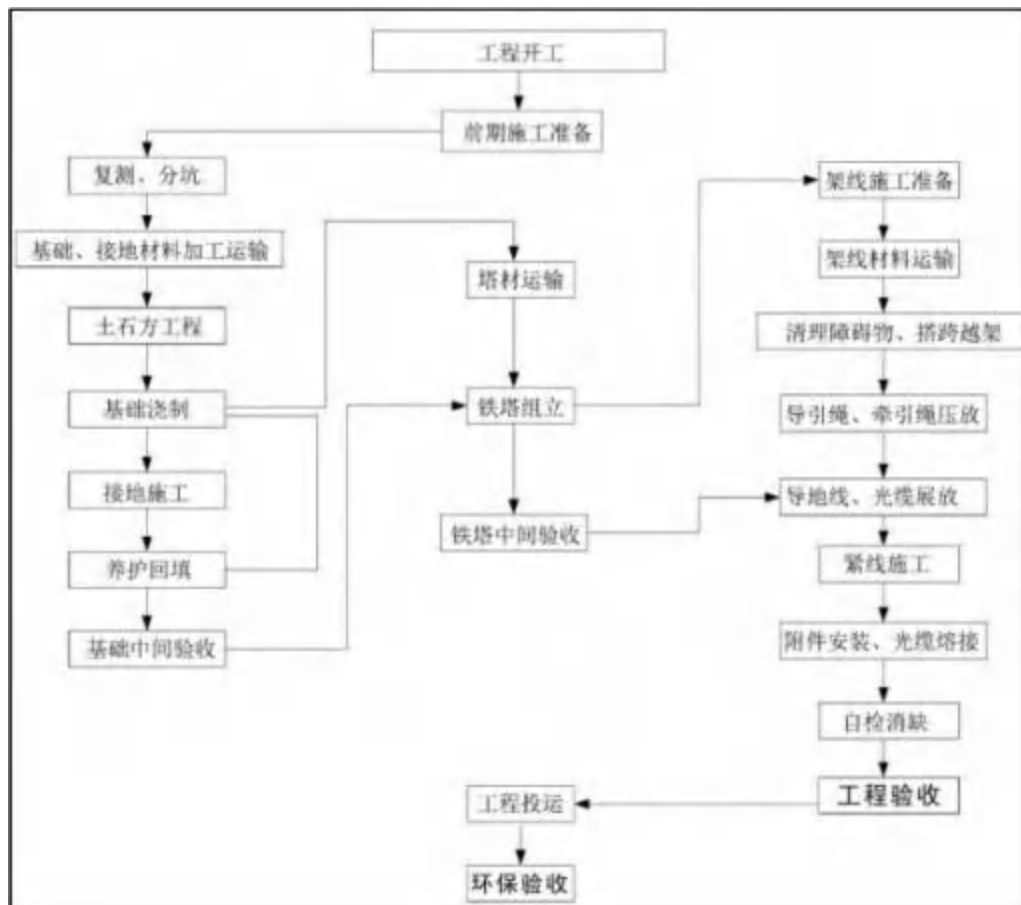 工程开工
前期施工准备
复测、分坑
基础、接地材料加工运输
土石方工程
基础浇制
接地施工
养护回填
基础中间验收
塔材运输
铁塔组立
铁塔中间验收
架线施工准备
架线材料运输
清理障碍物、搭跨越架
导引绳、牵引绳压放
导地线、光缆展放
紧线施工
附件安装、光缆熔接
自检消缺
工程验收
工程投运
环保验收